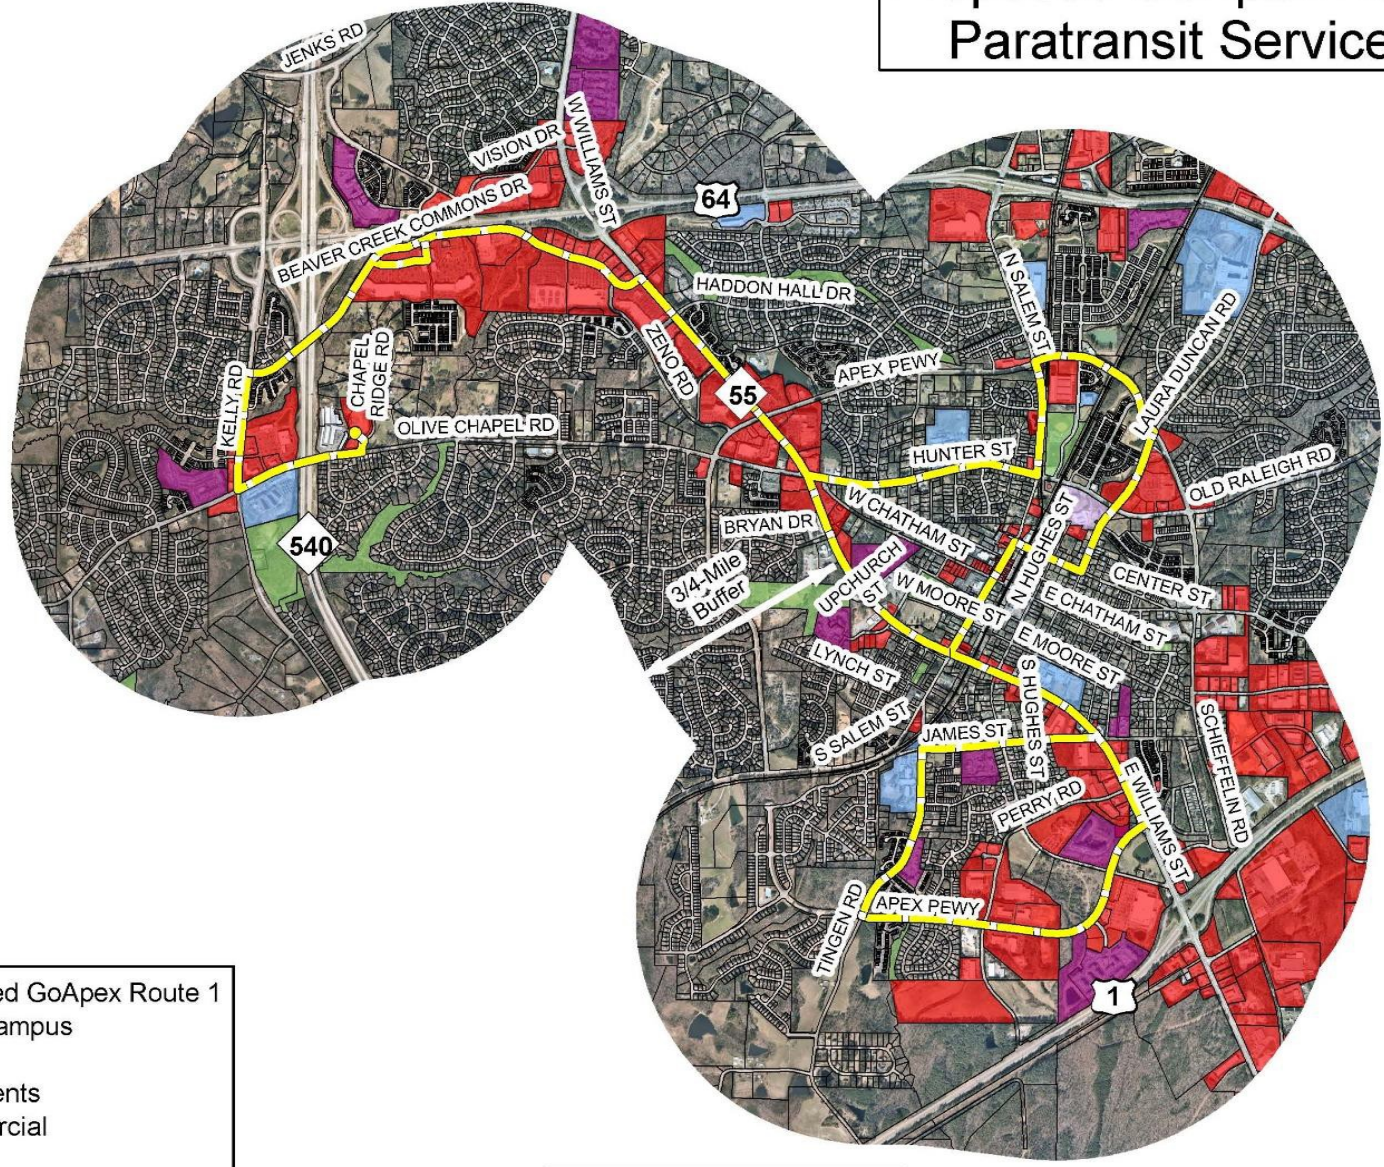 Paratransit Service
JENKS RD
W WILLIAMS ST
VISION DR
BEAVER CREEK COMMONS DR
64
N SALEM ST
HADDON HALL DR
LAURA DUNCAN RD
ZENO RD
APEX PEWY
55
KELLY RD
CHAPEL
RIDGE RD
OLIVE CHAPEL RD
HUNTER ST
OLD RALEIGH RD
W CHATHAM ST
BRYAN DR
N HUGHES ST
540
3/4-Mile
Buffer
UPCHURCH
ST
W MOORE ST
CENTER ST
E CHATHAM ST
E MOORE ST
LYNCH ST
S HUGHES ST
S SALEM ST
JAMES ST
SCHIEFFELIN RD
E WILLIAMS ST
PERRY RD
TINGEN RD
APEX PEWY
1
ed GoApex Route 1
ampus
ents
rcial